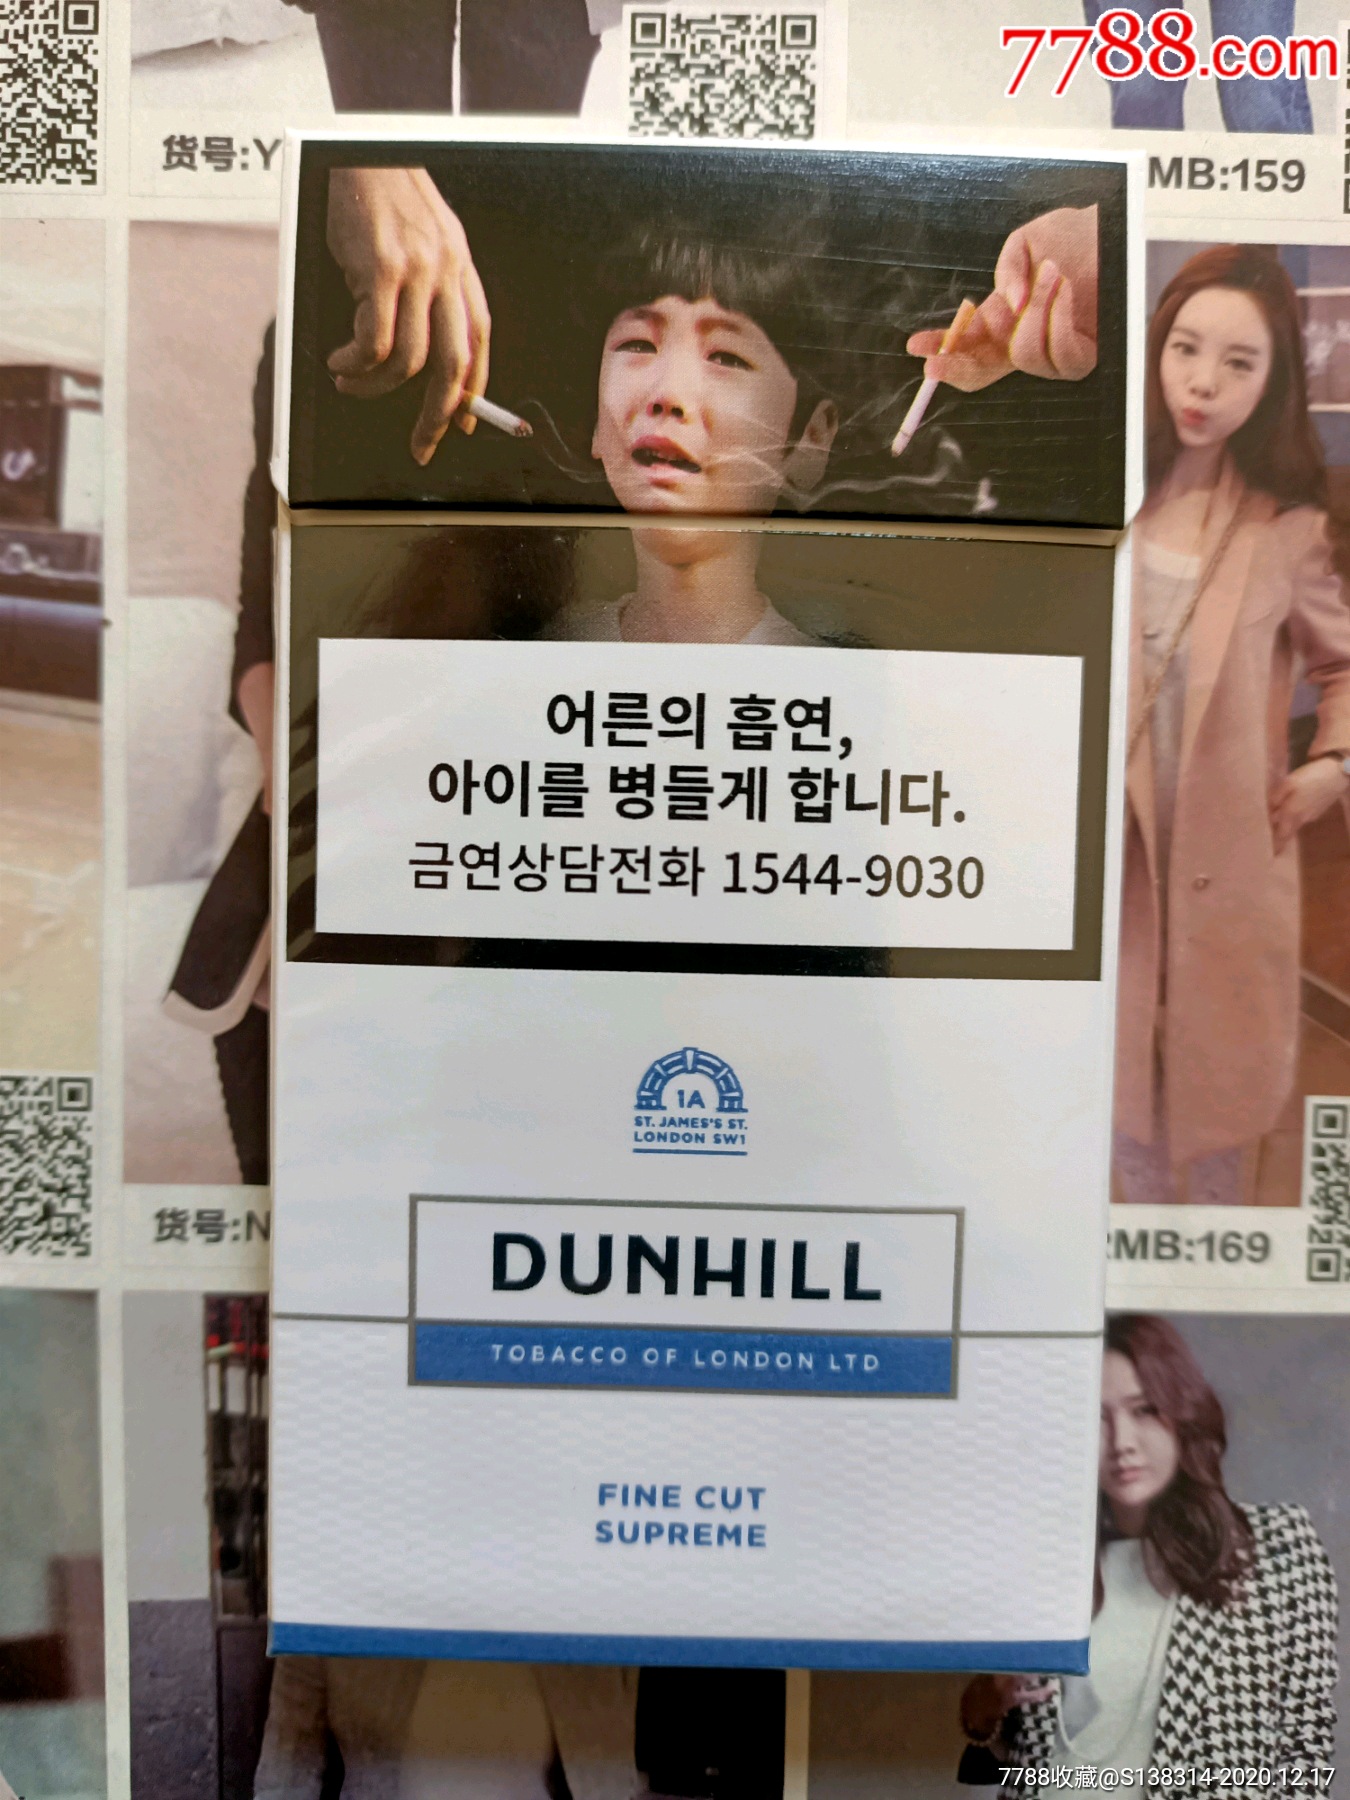 7788.com
货号:Y
MB:159
어른의 흡연,
아이를 병들게 합니다.
금연상담전화 1544-9030
1A
ST. JAMES'S ST.
LONDON SW1
货号:N
RMB:169
DUNHILL
TOBACCO OF LONDON LTD
FINE CUT
SUPREME
7788收藏@S138314-2020.12.17